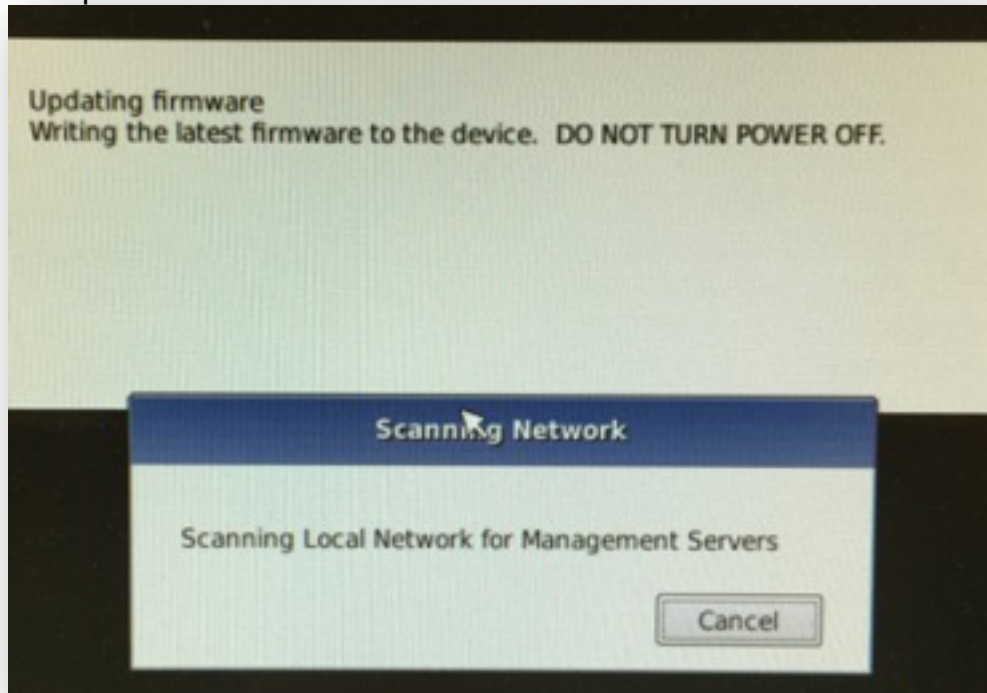 Updating firmware
Writing the latest firmware to the device.  DO NOT TURN POWER OFF.
Scanning Network
Scanning Local Network for Management Servers
Cancel